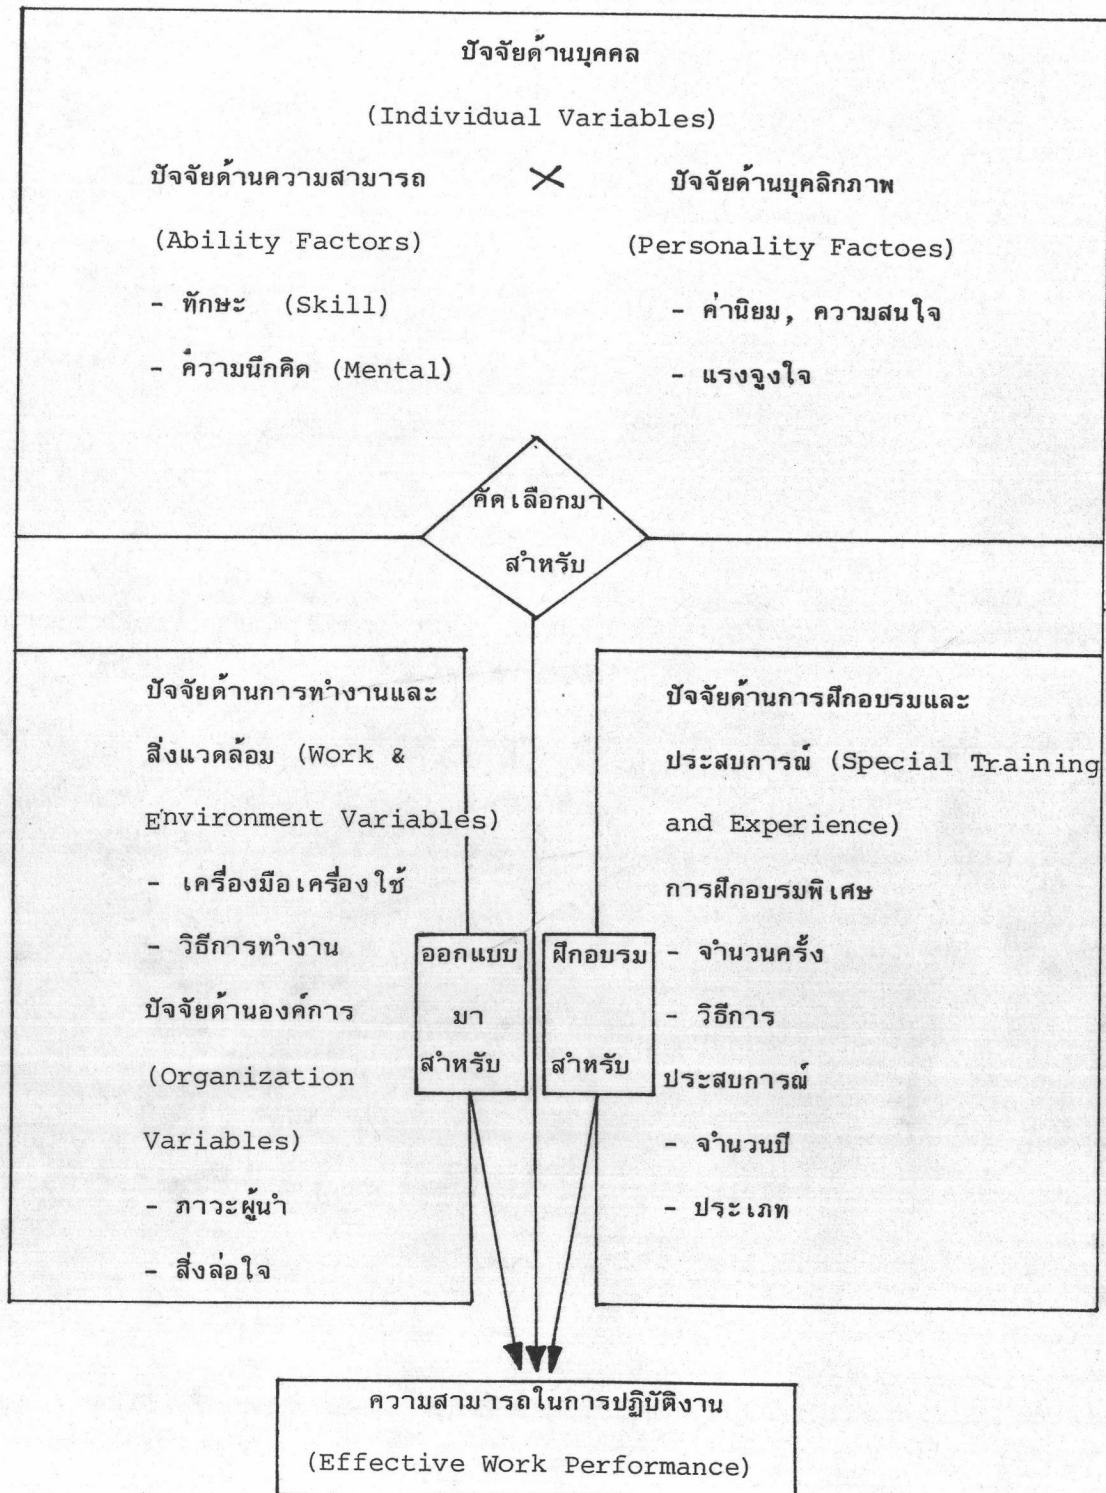 ปัจจัยด้านบุคคล
(Individual Variables)
ปัจจัยด้านความสามารถ × ปัจจัยด้านบุคลิกภาพ
(Ability Factors) (Personality Factoes)
- ทักษะ (Skill) - ค่านิยม, ความสนใจ
- ความนึกคิด (Mental) - แรงจูงใจ
คัดเลือกมา
สำหรับ
ปัจจัยด้านการทำงานและ
สิ่งแวดล้อม (Work &
Environment Variables)
- เครื่องมือเครื่องใช้
- วิธีการทำงาน
ปัจจัยด้านองค์การ
(Organization
Variables)
- ภาวะผู้นำ
- สิ่งล่อใจ
ออกแบบ
มา
สำหรับ
ฝึกอบรม
สำหรับ
ปัจจัยด้านการฝึกอบรมและ
ประสบการณ์ (Special Training
and Experience)
การฝึกอบรมพิเศษ
- จำนวนครั้ง
- วิธีการ
ประสบการณ์
- จำนวนปี
- ประเภท
ความสามารถในการปฏิบัติงาน
(Effective Work Performance)